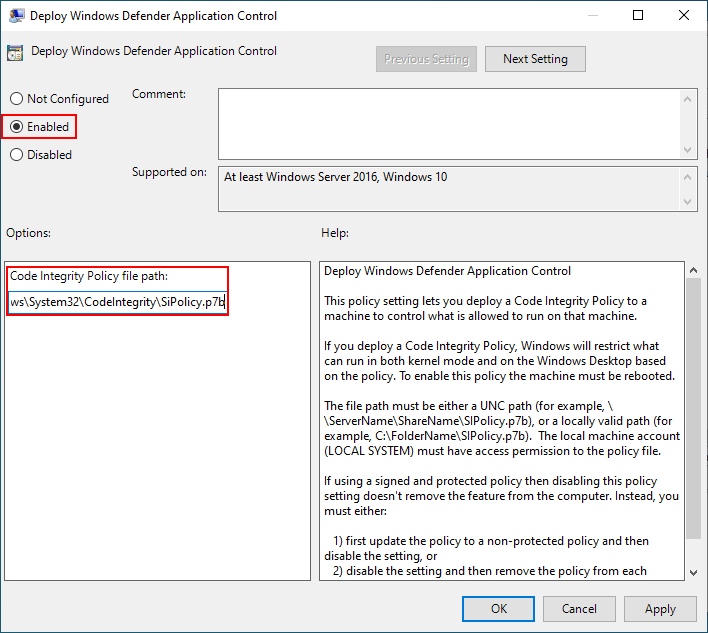 Deploy Windows Defender Application Control
Deploy Windows Defender Application Control
Previous Setting
Next Setting
Not Configured
Enabled
Disabled
Comment:
Supported on:
At least Windows Server 2016, Windows 10
Options:
Help:
Code Integrity Policy file path:
ws\System32\CodeIntegrity\SiPolicy.p7b
Deploy Windows Defender Application Control
This policy setting lets you deploy a Code Integrity Policy to a
machine to control what is allowed to run on that machine.
If you deploy a Code Integrity Policy, Windows will restrict what
can run in both kernel mode and on the Windows Desktop based
on the policy. To enable this policy the machine must be rebooted.
The file path must be either a UNC path (for example, \
\ServerName\ShareName\SIPolicy.p7b), or a locally valid path (for
example, C:\FolderName\SIPolicy.p7b).  The local machine account
(LOCAL SYSTEM) must have access permission to the policy file.
If using a signed and protected policy then disabling this policy
setting doesn't remove the feature from the computer. Instead, you
must either:
1) first update the policy to a non-protected policy and then
disable the setting, or
2) disable the setting and then remove the policy from each
OK
Cancel
Apply